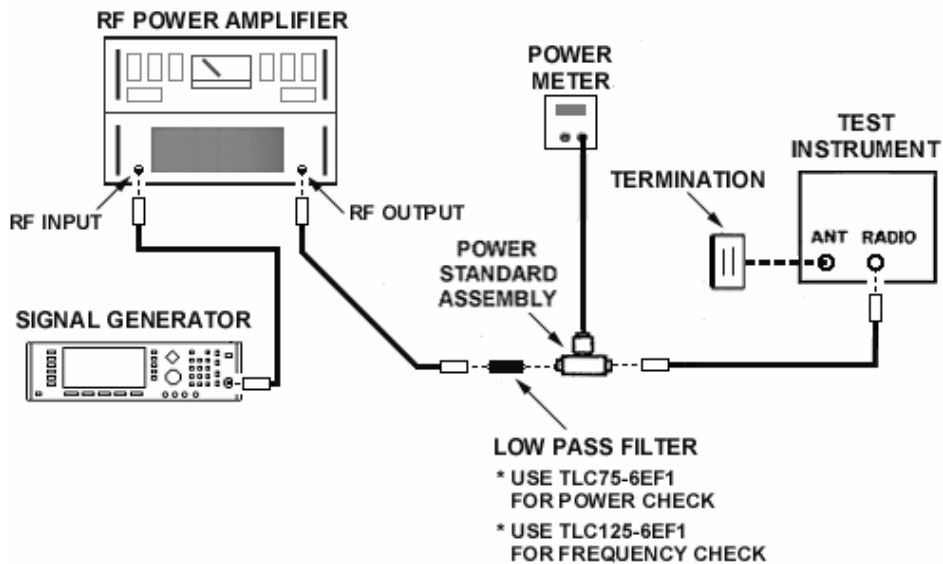 RF POWER AMPLIFIER
POWER
METER
TEST
INSTRUMENT
TERMINATION
ANT RADIO
RF INPUT
RF OUTPUT
POWER
STANDARD
ASSEMBLY
SIGNAL GENERATOR
LOW PASS FILTER
* USE TLC75-6EF1
FOR POWER CHECK
* USE TLC125-6EF1
FOR FREQUENCY CHECK